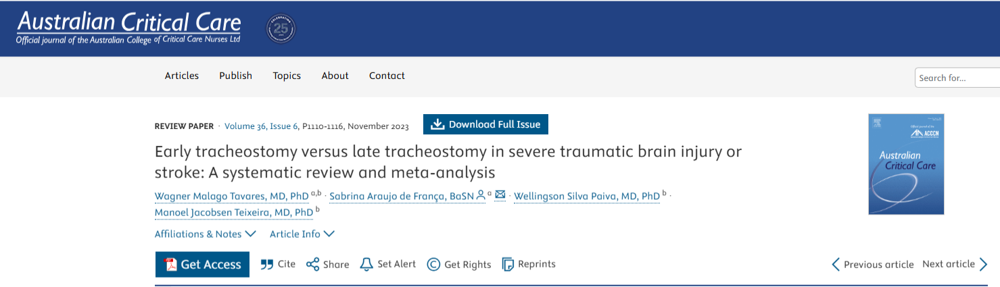 Australian Critical Care
Official journal of the Australian College of Critical Care Nurses Ltd
CELEBRATING
25
Articles Publish Topics About Contact
Search for...
REVIEW PAPER · Volume 36, Issue 6, P1110-1116, November 2023
Download Full Issue
Early tracheostomy versus late tracheostomy in severe traumatic brain injury or
stroke: A systematic review and meta-analysis
Wagner Malago Tavares, MD, PhD a,b · Sabrina Araujo de França, BaSN a · Wellingson Silva Paiva, MD, PhD b ·
Manoel Jacobsen Teixeira, MD, PhD b
Affiliations & Notes Article Info
Get Access Cite Share Set Alert © Get Rights Reprints
Previous article Next article
ACCCN
Australian
Critical Care